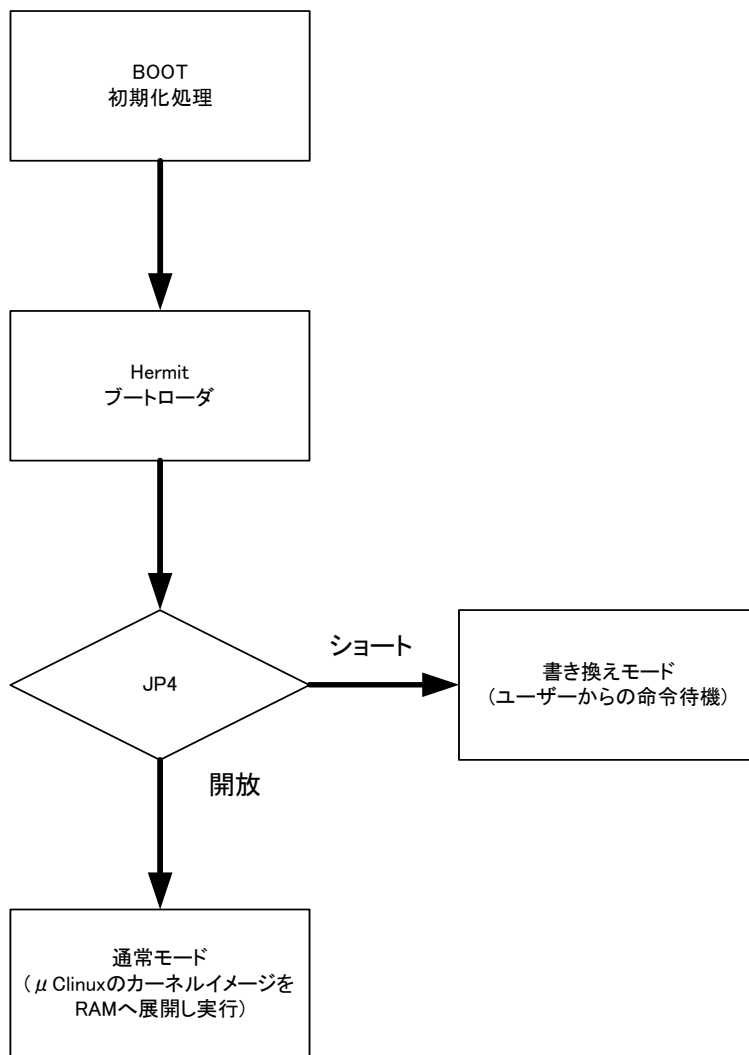 BOOT
初期化処理
Hermit
ブートローダ
JP4
ショート
書き換えモード
(ユーザーからの命令待機)
開放
通常モード
(μClinuxのカーネルイメージを
RAMへ展開し実行)